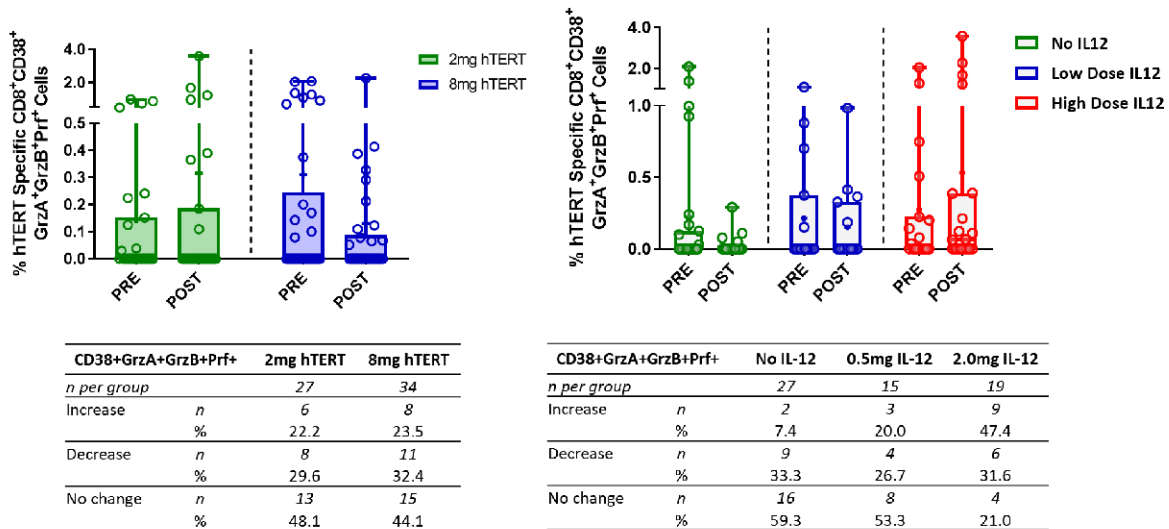 % hTERT Specific CD8+CD38+
GrzA+GrzB+Prf+ Cells
4.0
2.0
0.5
0.4
0.3
0.2
0.1
0.0
PRE
POST
PRE
POST
2mg hTERT
8mg hTERT
% hTERT Specific CD8+CD38+
GrzA+GrzB+Prf+ Cells
4.0
2.0
1.0
0.5
0.0
PRE
POST
PRE
POST
PRE
POST
No IL12
Low Dose IL12
High Dose IL12
CD38+GrzA+GrzB+Prf+ 2mg hTERT 8mg hTERT
n per group 27 34
Increase n 6 8
% 22.2 23.5
Decrease n 8 11
% 29.6 32.4
No change n 13 15
% 48.1 44.1
CD38+GrzA+GrzB+Prf+ No IL-12 0.5mg IL-12 2.0mg IL-12
n per group 27 15 19
Increase n 2 3 9
% 7.4 20.0 47.4
Decrease n 9 4 6
% 33.3 26.7 31.6
No change n 16 8 4
% 59.3 53.3 21.0